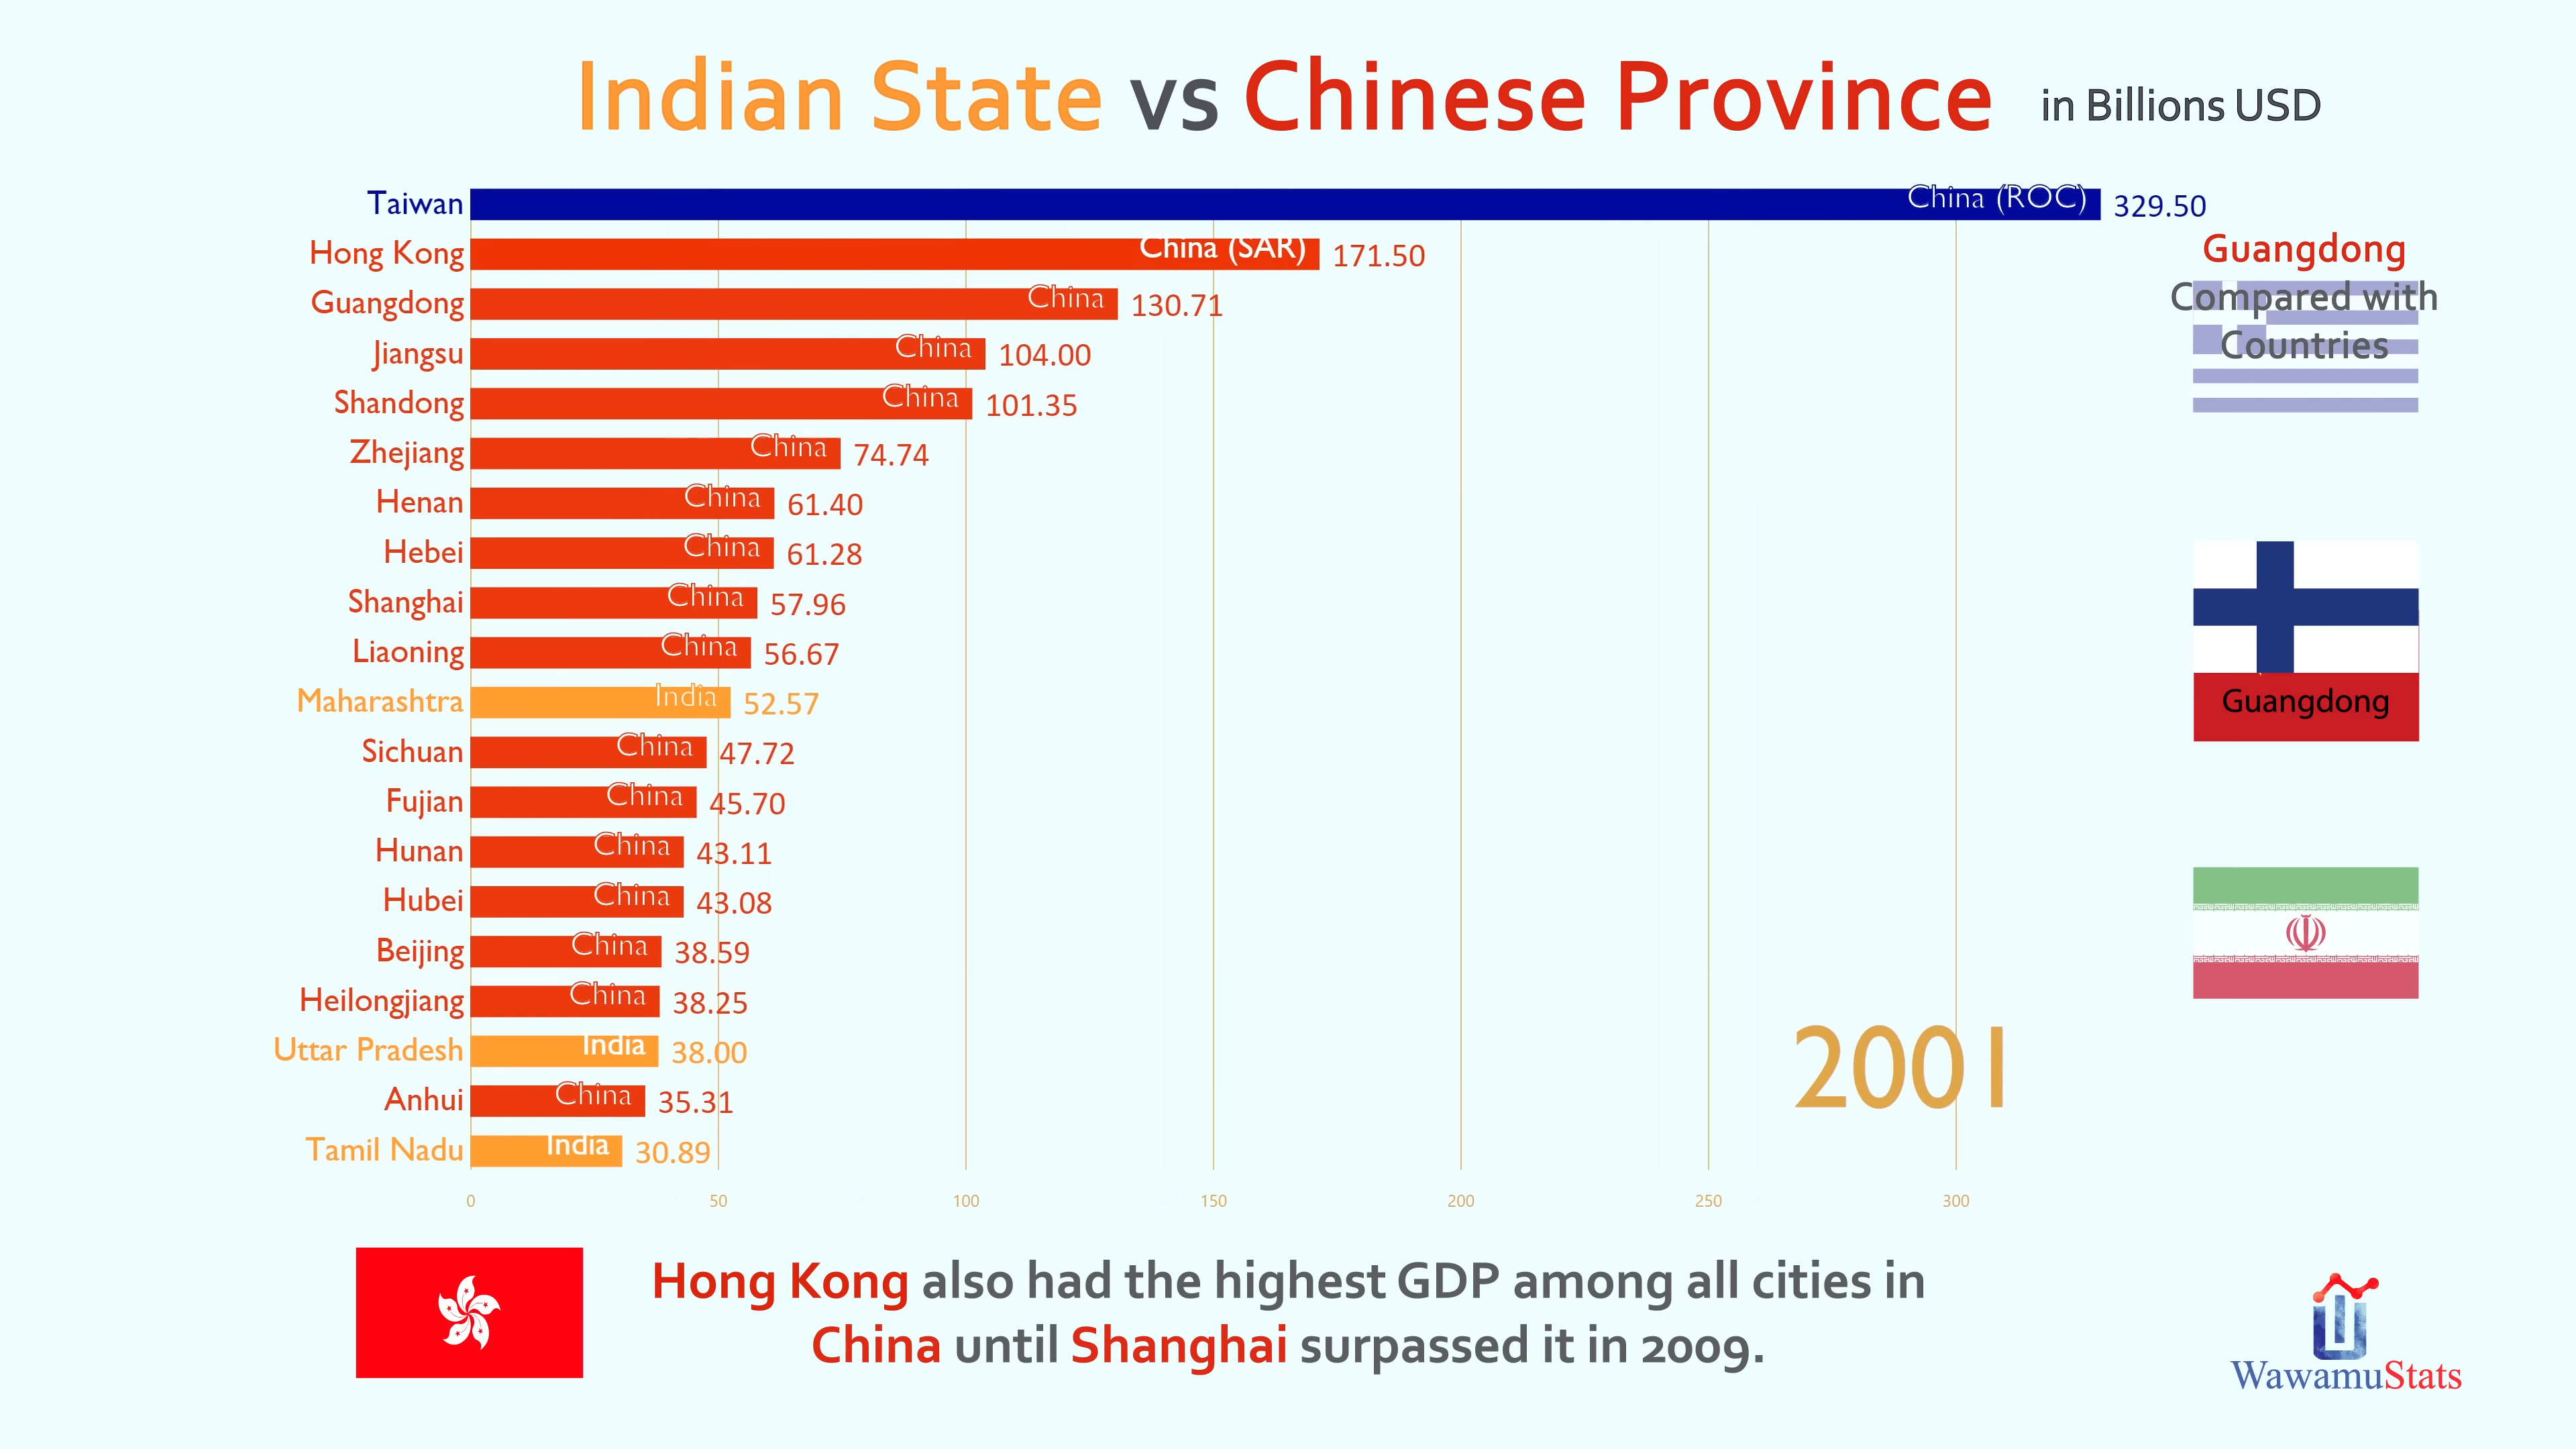 Indian State vs Chinese Province in Billions USD
Taiwan China (ROC) 329.50
Hong Kong China (SAR) 171.50
Guangdong China 130.71
Jiangsu China 104.00
Shandong China 101.35
Zhejiang China 74.74
Henan China 61.40
Hebei China 61.28
Shanghai China 57.96
Liaoning China 56.67
Maharashtra India 52.57
Sichuan China 47.72
Fujian China 45.70
Hunan China 43.11
Hubei China 43.08
Beijing China 38.59
Heilongjiang China 38.25
Uttar Pradesh India 38.00
Anhui China 35.31
Tamil Nadu India 30.89
0 50 100 150 200 250 300
2001
Guangdong
Compared with
Countries
Guangdong
Hong Kong also had the highest GDP among all cities in
China until Shanghai surpassed it in 2009.
WawamuStats